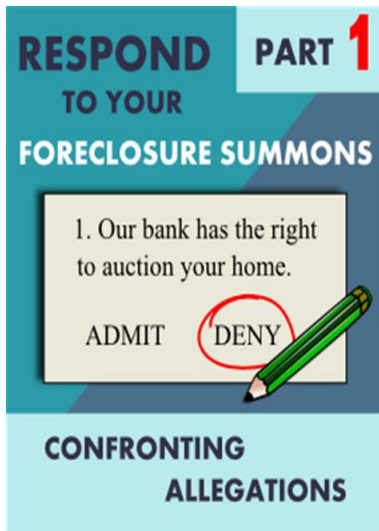 RESPOND
PART 1
TO YOUR
FORECLOSURE SUMMONS
1. Our bank has the right
to auction your home.
ADMIT DENY
CONFRONTING
ALLEGATIONS